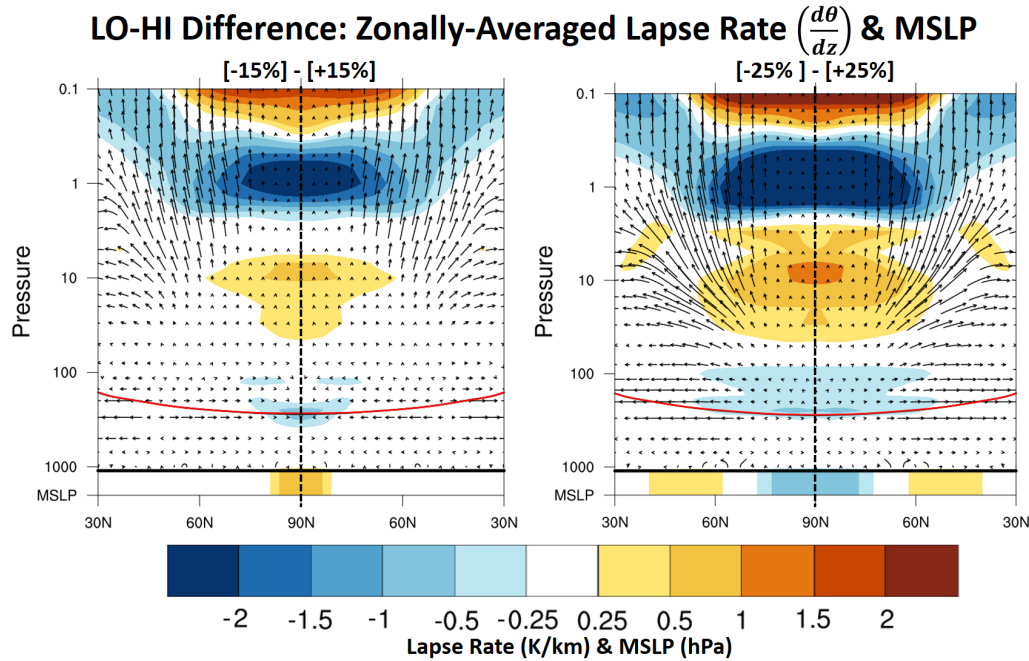 LO-HI Difference: Zonally-Averaged Lapse Rate (dθ/dz) & MSLP
[-15%] - [+15%]
[-25% ] - [+25%]
0.1
1
10
100
1000
MSLP
Pressure
30N 60N 90N 60N 30N
0.1
1
10
100
1000
MSLP
Pressure
30N 60N 90N 60N 30N
-2 -1.5 -1 -0.5 -0.25 0.25 0.5 1 1.5 2
Lapse Rate (K/km) & MSLP (hPa)